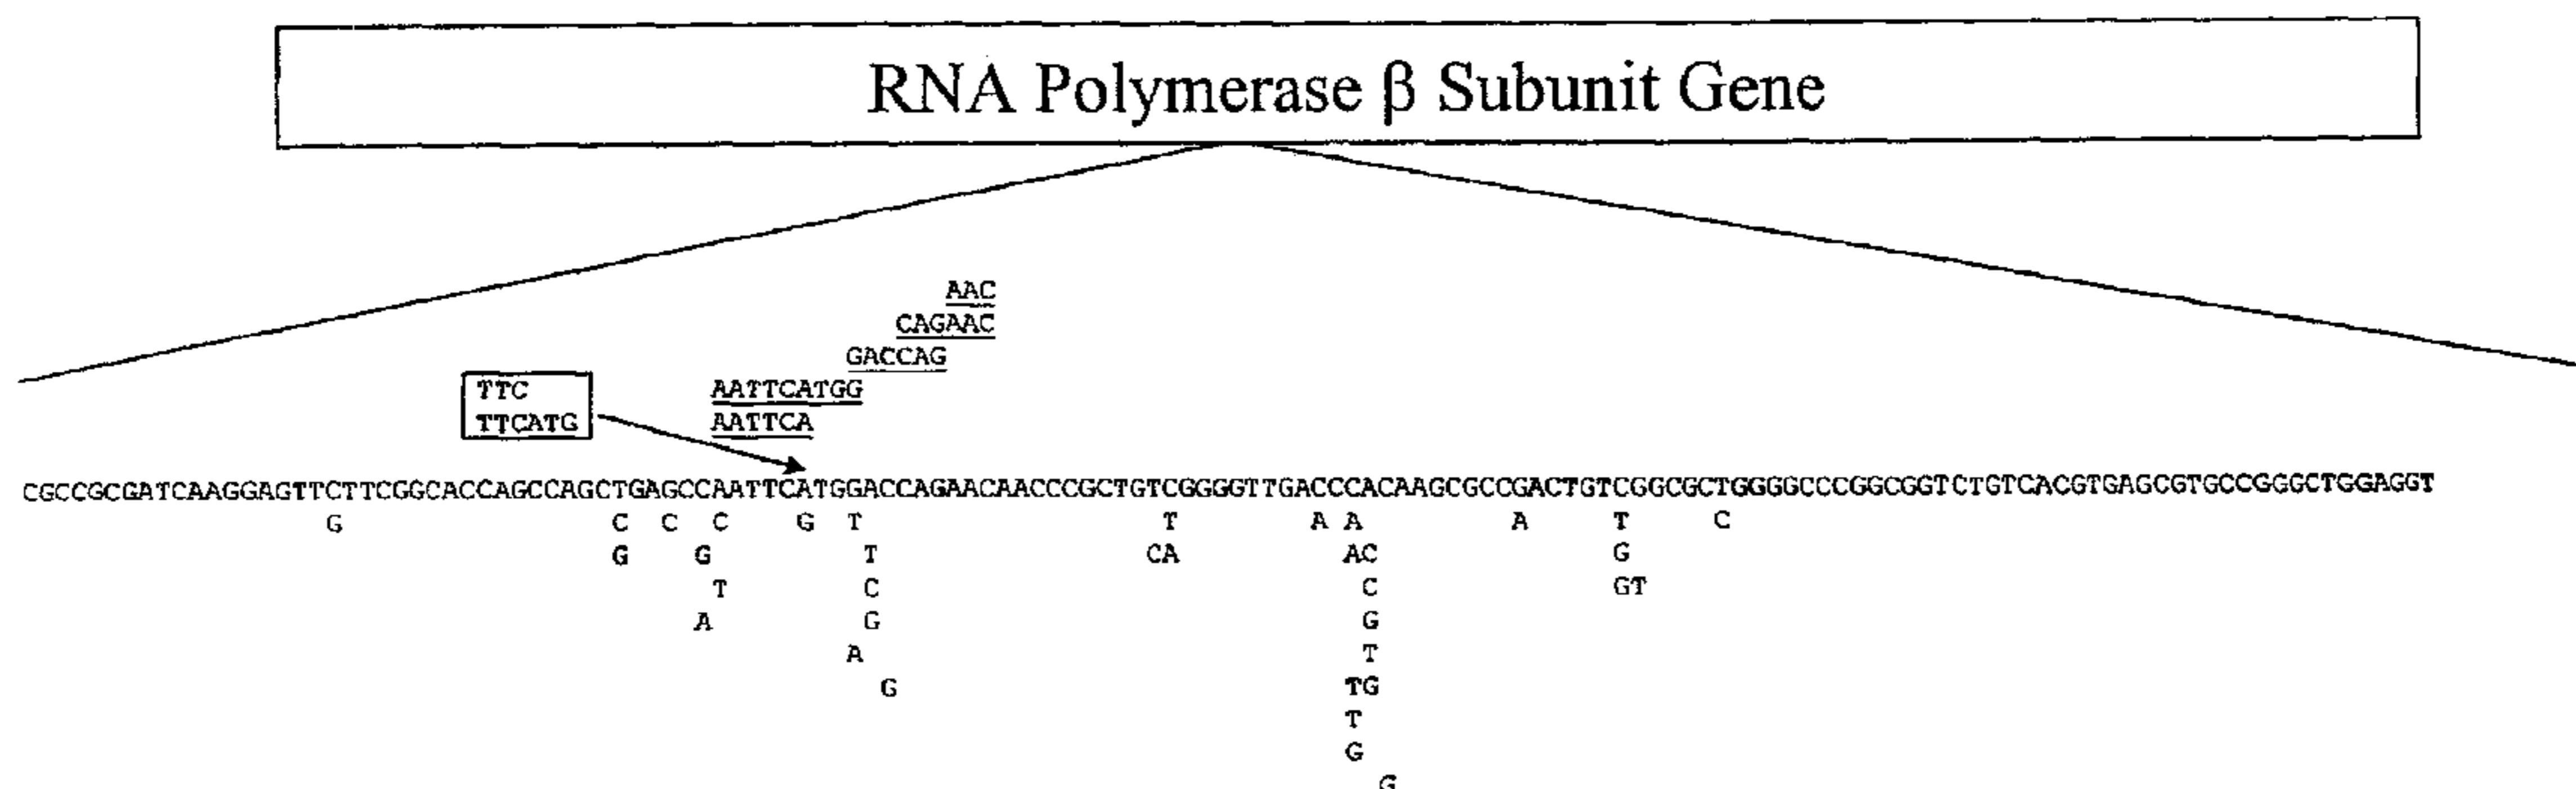 RNA Polymerase β Subunit Gene
AAC
CAGAAC
GACCAG
TTC AATTCATGG
TTCATG AATTCA
CGCCGCGATCAAGGAGTTCTTCGGCACCAGCCAGCTGAGCCAATTCATGGACCAGAACAACCCGCTGTCGGGGTTGACCCACAAGCGCCGACTGTCGGCGCTGGGGCCCGGCGGTCTGTCACGTGAGCGTGCCGGGCTGGAGGT
G C C C G T T A A A T C
G G T CA AC G
T C C GT
A G G
A T
G TG
T
G
G